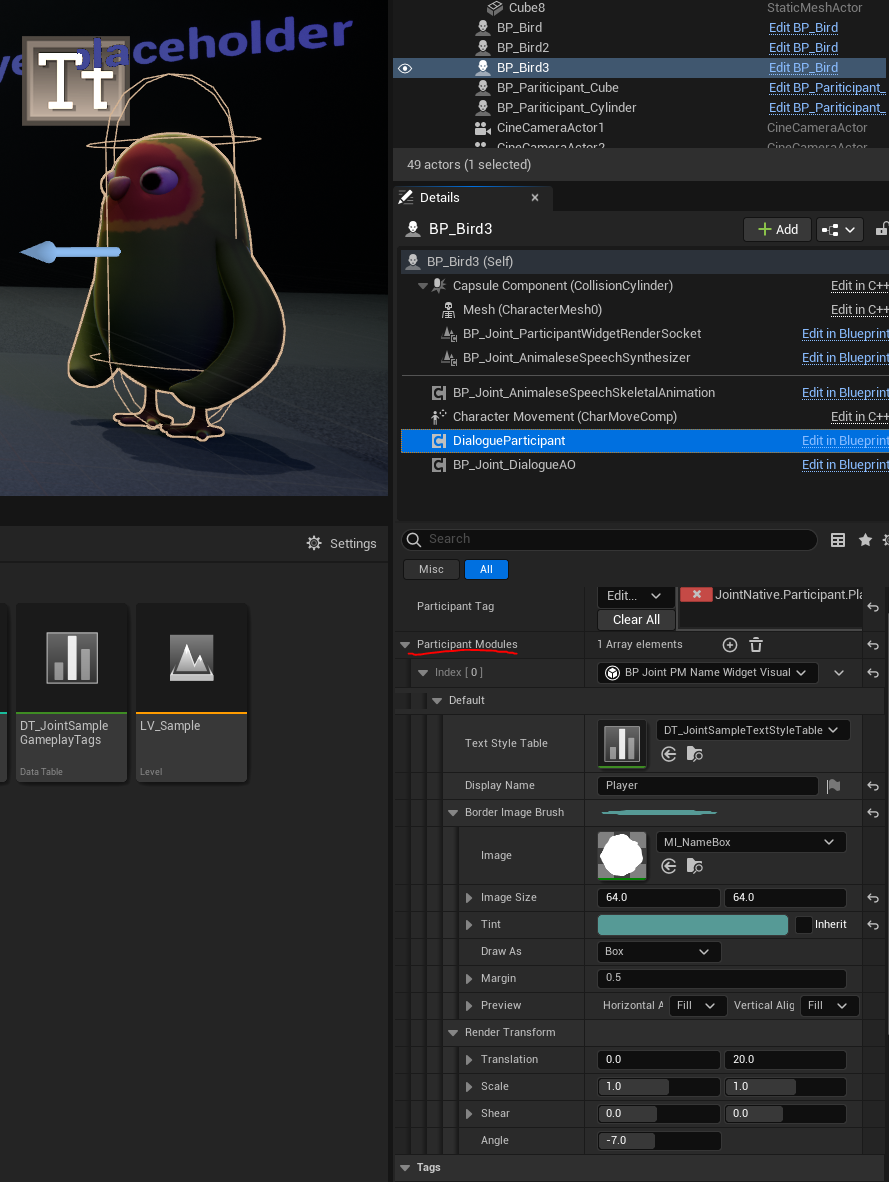 placeholder
Tt
Cube8 StaticMeshActor
BP_Bird Edit BP_Bird
BP_Bird2 Edit BP_Bird
BP_Bird3 Edit BP_Bird
BP_Pariticipant_Cube Edit BP_Pariticipant_
BP_Pariticipant_Cylinder Edit BP_Pariticipant_
CineCameraActor1 CineCameraActor
CineCameraActor2 CineCameraActor
49 actors (1 selected)
Details
BP_Bird3 Add
BP_Bird3 (Self)
Capsule Component (CollisionCylinder) Edit in C++
Mesh (CharacterMesh0) Edit in C++
BP_Joint_ParticipantWidgetRenderSocket Edit in Blueprint
BP_Joint_AnimaleseSpeechSynthesizer Edit in Blueprint
BP_Joint_AnimaleseSpeechSkeletalAnimation Edit in Blueprint
Character Movement (CharMoveComp) Edit in C++
DialogueParticipant Edit in Blueprint
BP_Joint_DialogueAO Edit in Blueprint
Settings
Search
Misc All
Participant Tag Edit... JointNative.Participant.Pla
Clear All
Participant Modules 1 Array elements
Index [ 0 ] BP Joint PM Name Widget Visual
Default
Text Style Table DT_JointSampleTextStyleTable
Display Name Player
Border Image Brush
Image MI_NameBox
Image Size 64.0 64.0
Tint Inherit
Draw As Box
Margin 0.5
Preview Horizontal A Fill Vertical Alig Fill
Render Transform
Translation 0.0 20.0
Scale 1.0 1.0
Shear 0.0 0.0
Angle -7.0
Tags
DT_JointSample
GameplayTags
Data Table
LV_Sample
Level